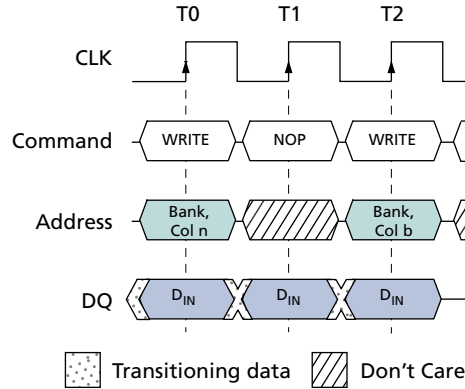 T0 T1 T2
CLK
Command WRITE NOP WRITE
Address Bank, Col n Bank, Col b
DQ DIN DIN DIN
Transitioning data Don't Care